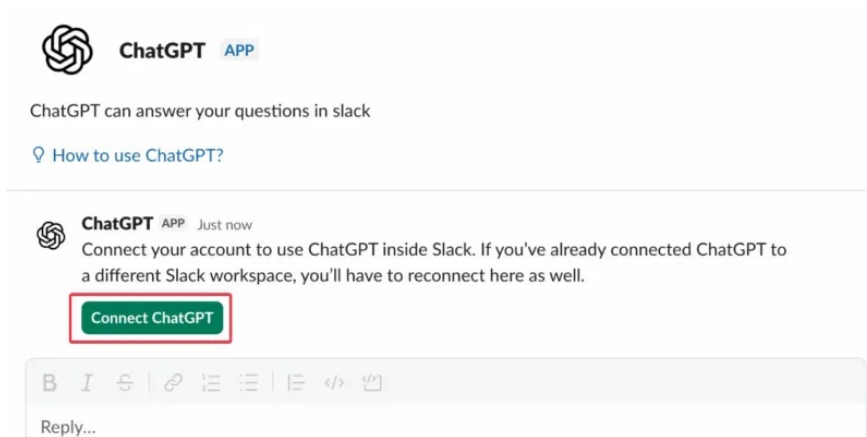 ChatGPT APP
ChatGPT can answer your questions in slack
How to use ChatGPT?
ChatGPT APP Just now
Connect your account to use ChatGPT inside Slack. If you’ve already connected ChatGPT to
a different Slack workspace, you’ll have to reconnect here as well.
Connect ChatGPT
Reply...